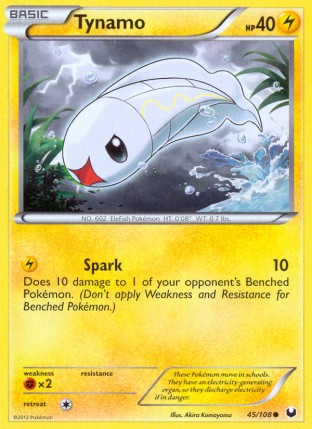 BASIC
Tynamo
HP40
NO. 602 EleFish Pokémon HT. 0'08" WT. 0.7 lbs.
Spark 10
Does 10 damage to 1 of your opponent's Benched
Pokémon. (Don't apply Weakness and Resistance for
Benched Pokémon.)
weakness resistance
×2
retreat
These Pokémon move in schools.
They have an electricity-generating
organ, so they discharge electricity
if in danger.
©2012 Pokémon
Illus. Akira Komayama
45/108